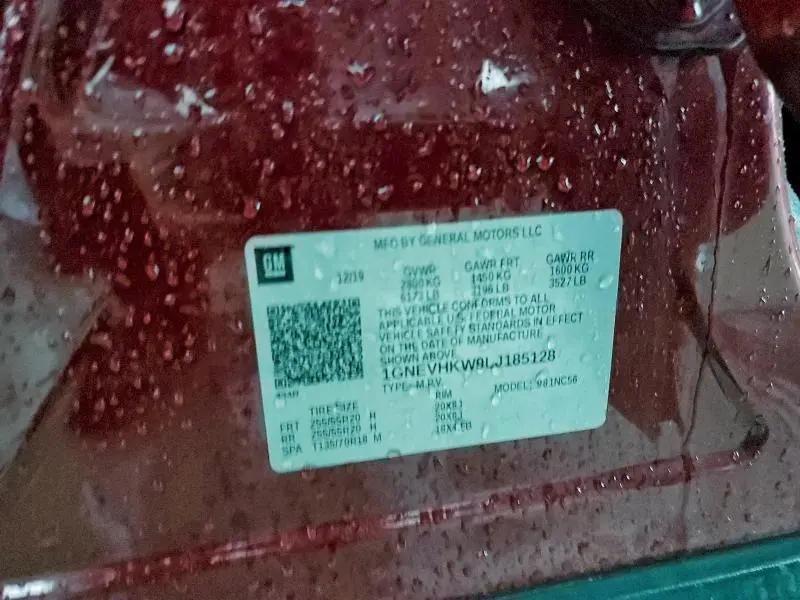 MFD BY GENERAL MOTORS LLC
GM
12/19
GVWR GAWR FRT GAWR RR
2800 KG 1450 KG 1600 KG
6173 LB 3196 LB 3527 LB
THIS VEHICLE CONFORMS TO ALL
APPLICABLE U.S. FEDERAL MOTOR
VEHICLE SAFETY STANDARDS IN EFFECT
ON THE DATE OF MANUFACTURE
SHOWN ABOVE.
1GNEVHKW9LJ185128
TYPE: M.P.V. MODEL: 981NC56
TIRE SIZE RIM
FRT 255/55R20 H 20X8J
RR 255/55R20 H 20X8J
SPA T135/70R18 M 18X4.5B